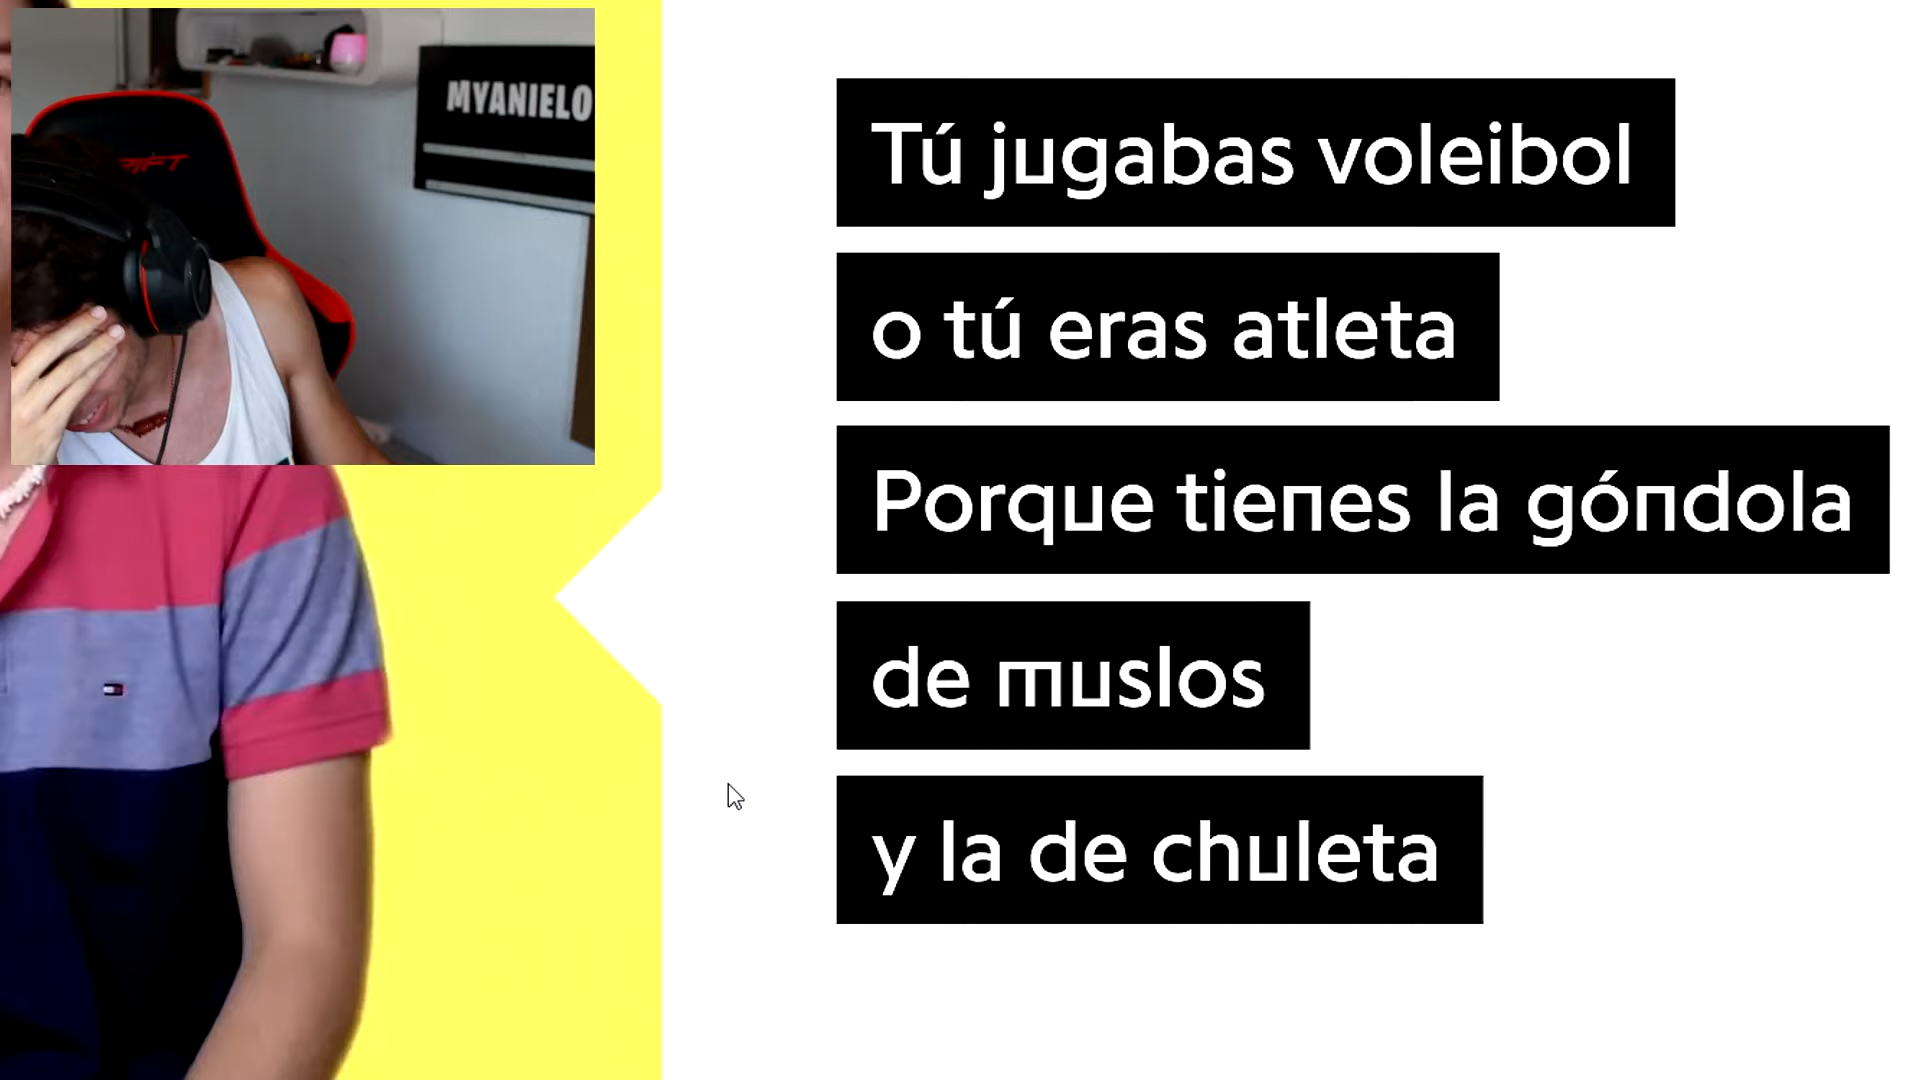 MYANIELO
Tú jugabas voleibol
o tú eras atleta
Porque tienes la góndola
de muslos
y la de chuleta